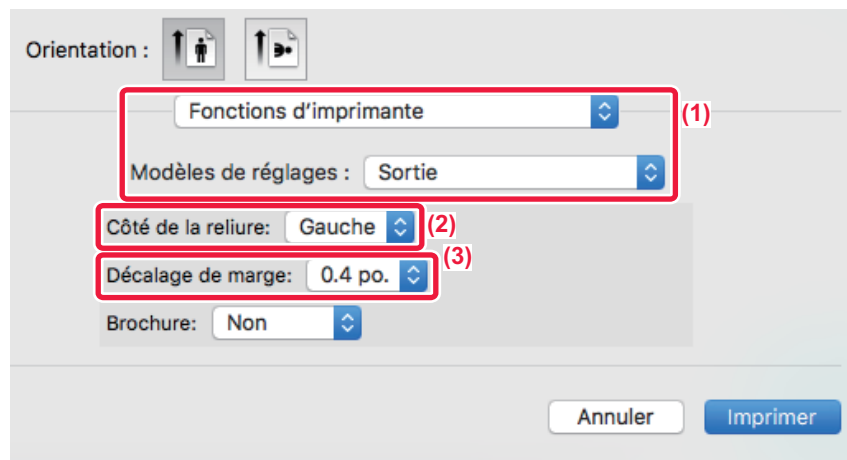 Orientation :
Fonctions d'imprimante
(1)
Modèles de réglages : Sortie
Côté de la reliure: Gauche
(2)
(3)
Décalage de marge: 0.4 po.
Brochure: Non
Annuler Imprimer